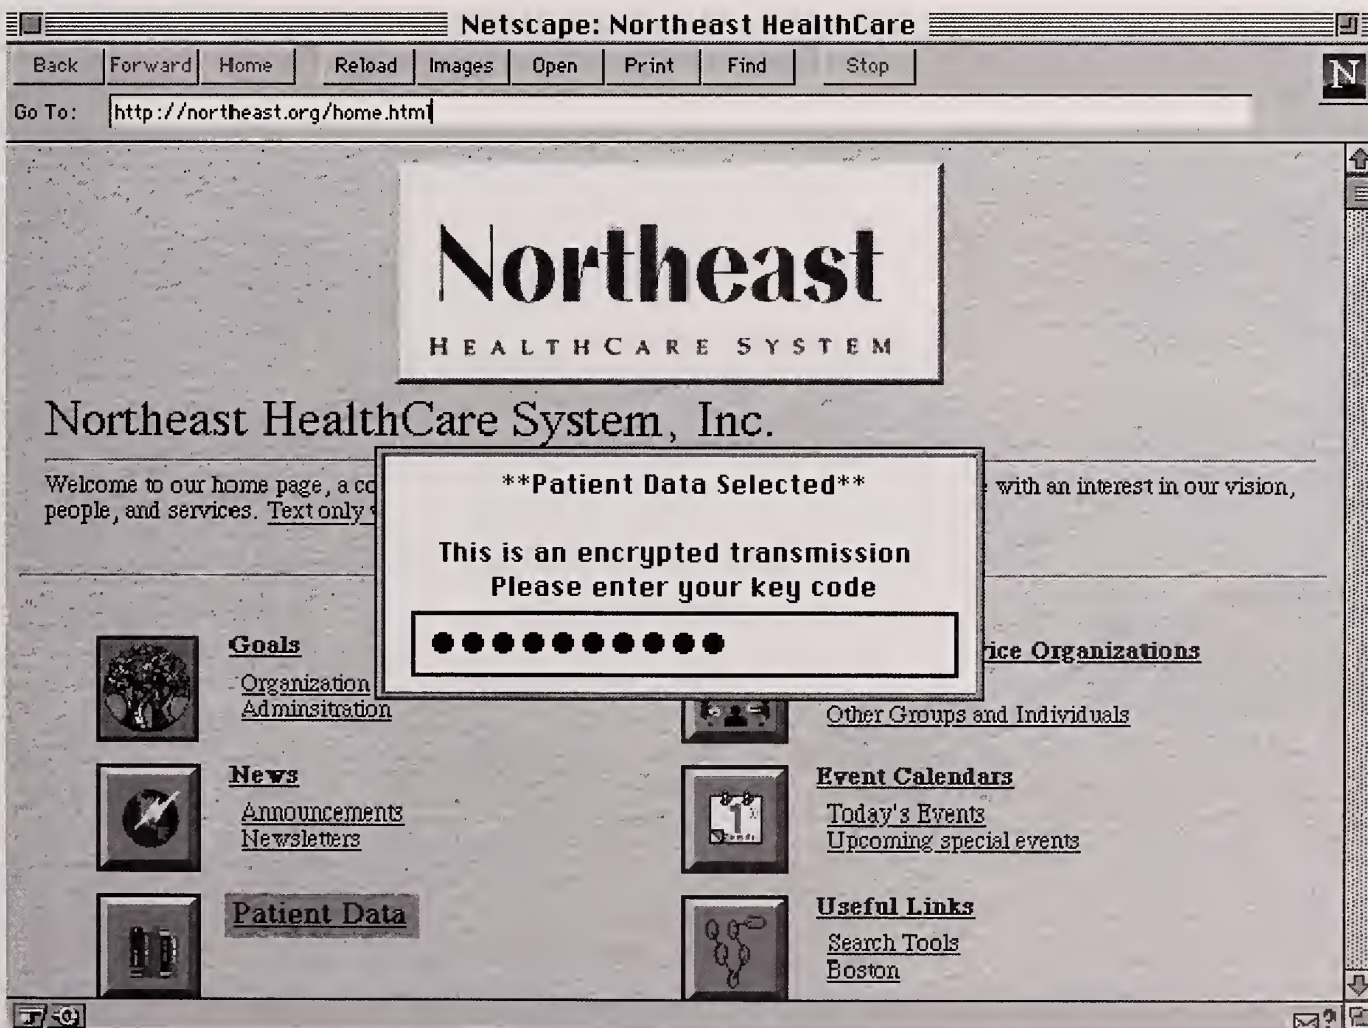 Netscape: Northeast HealthCare
Back Forward Home Reload Images Open Print Find Stop
N
Go To: http://northeast.org/home.html
Northeast
HEALTHCARE SYSTEM
Northeast HealthCare System, Inc.
Welcome to our home page, a co
with an interest in our vision,
people, and services. Text only
**Patient Data Selected**
This is an encrypted transmission
Please enter your key code
Goals
Organization
Adminsitration
ice Organizations
Other Groups and Individuals
News
Announcements
Newsletters
Event Calendars
1
Today's Events
Upcoming special events
Patient Data
Useful Links
Search Tools
Boston